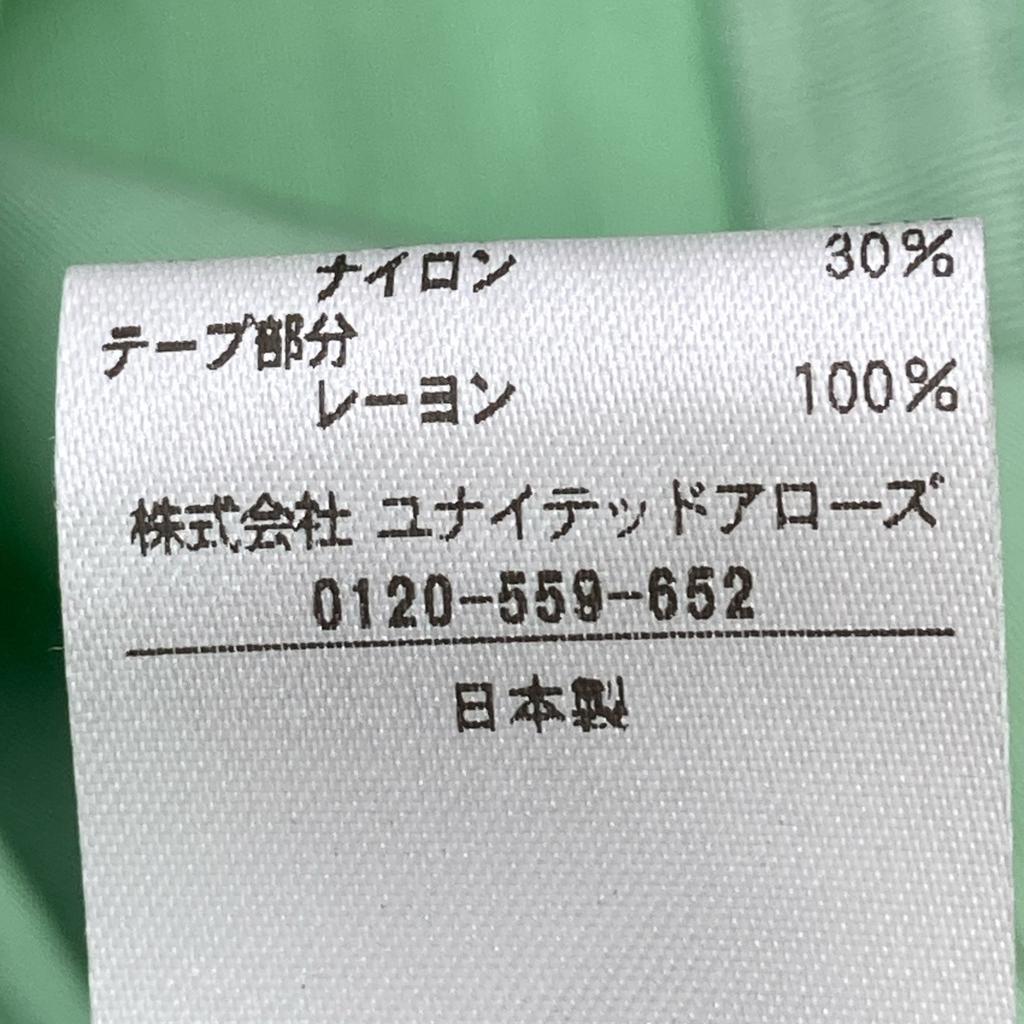 ナイロン 30%
テープ部分
レーヨン 100%
株式会社 ユナイテッドアローズ
0120-559-652
日本製